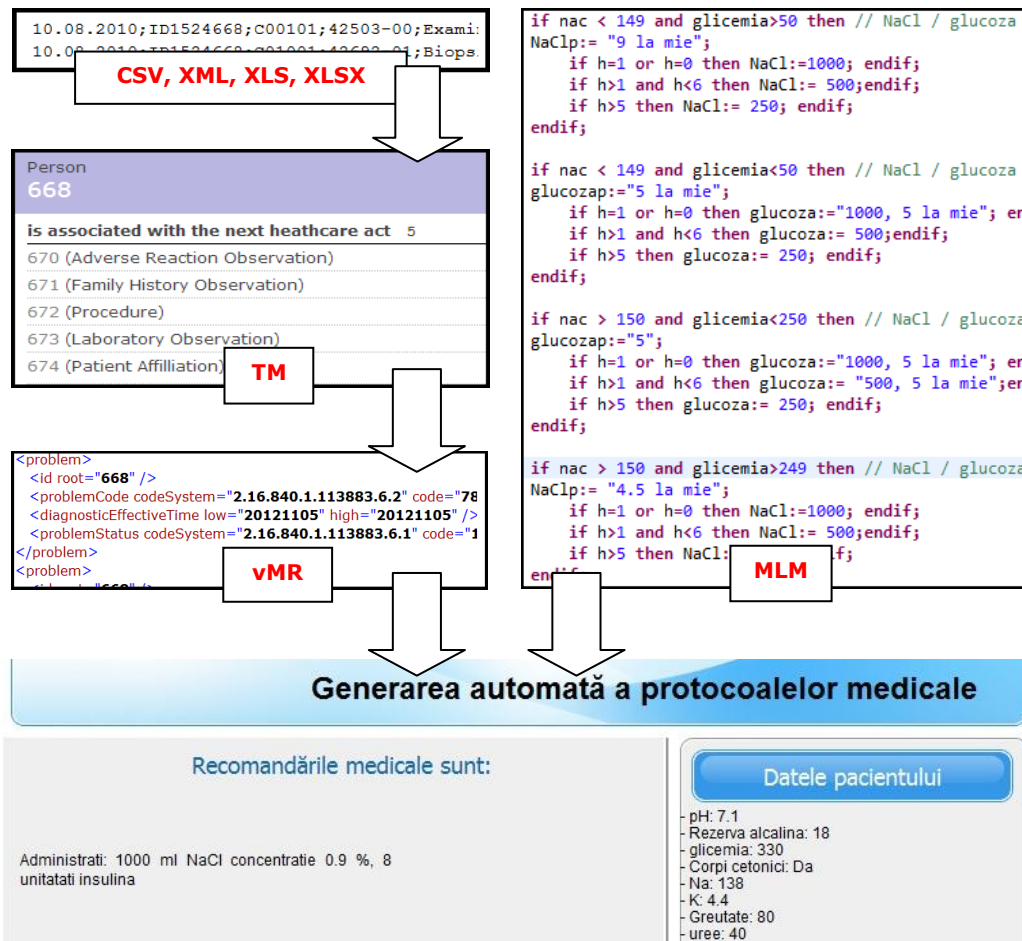 10.08.2010;ID1524668;C00101;42503-00;Exami
10.08.2010;ID1524668;C01001;42682-01;Biops
CSV, XML, XLS, XLSX
Person
668
is associated with the next heathcare act 5
670 (Adverse Reaction Observation)
671 (Family History Observation)
672 (Procedure)
673 (Laboratory Observation)
674 (Patient Affilliation)
TM
<problem>
<id root="668" />
<problemCode codeSystem="2.16.840.1.113883.6.2" code="78
<diagnosticEffectiveTime low="20121105" high="20121105" />
<problemStatus codeSystem="2.16.840.1.113883.6.1" code="1
</problem>
<problem>
vMR
if nac < 149 and glicemia>50 then // NaCl / glucoza
NaClp:= "9 la mie";
if h=1 or h=0 then NaCl:=1000; endif;
if h>1 and h<6 then NaCl:= 500;endif;
if h>5 then NaCl:= 250; endif;
endif;
if nac < 149 and glicemia<50 then // NaCl / glucoza
glucozap:="5 la mie";
if h=1 or h=0 then glucoza:="1000, 5 la mie"; en
if h>1 and h<6 then glucoza:= 500;endif;
if h>5 then glucoza:= 250; endif;
endif;
if nac > 150 and glicemia<250 then // NaCl / glucoza
glucozap:="5";
if h=1 or h=0 then glucoza:="1000, 5 la mie"; en
if h>1 and h<6 then glucoza:= "500, 5 la mie";en
if h>5 then glucoza:= 250; endif;
endif;
if nac > 150 and glicemia>249 then // NaCl / glucoza
NaClp:= "4.5 la mie";
if h=1 or h=0 then NaCl:=1000; endif;
if h>1 and h<6 then NaCl:= 500;endif;
if h>5 then NaCl: if;
MLM
Generarea automată a protocoalelor medicale
Recomandările medicale sunt:
Administrati: 1000 ml NaCl concentratie 0.9 %, 8
unitatati insulina
Datele pacientului
- pH: 7.1
- Rezerva alcalina: 18
- glicemia: 330
- Corpi cetonici: Da
- Na: 138
- K: 4.4
- Greutate: 80
- uree: 40